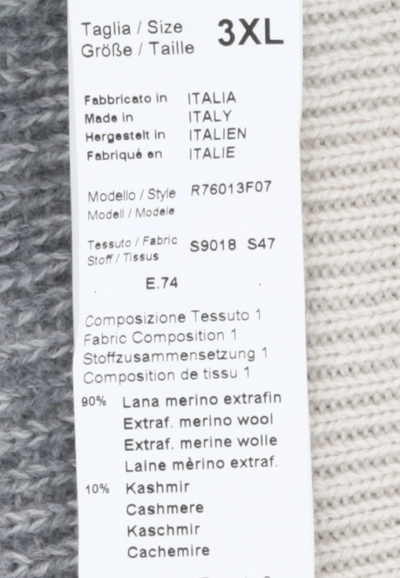 Taglia / Size 3XL
Größe / Taille
Fabbricato in ITALIA
Made in ITALY
Hergestelt in ITALIEN
Fabriqué en ITALIE
Modello / Style R76013F07
Modell / Modele
Tessuto / Fabric S9018 S47
Stoff / Tissus
E.74
Composizione Tessuto 1
Fabric Composition 1
Stoffzusammensetzung 1
Composition de tissu 1
90% Lana merino extrafin
Extraf. merino wool
Extraf. merine wolle
Laine mèrino extraf.
10% Kashmir
Cashmere
Kaschmir
Cachemire